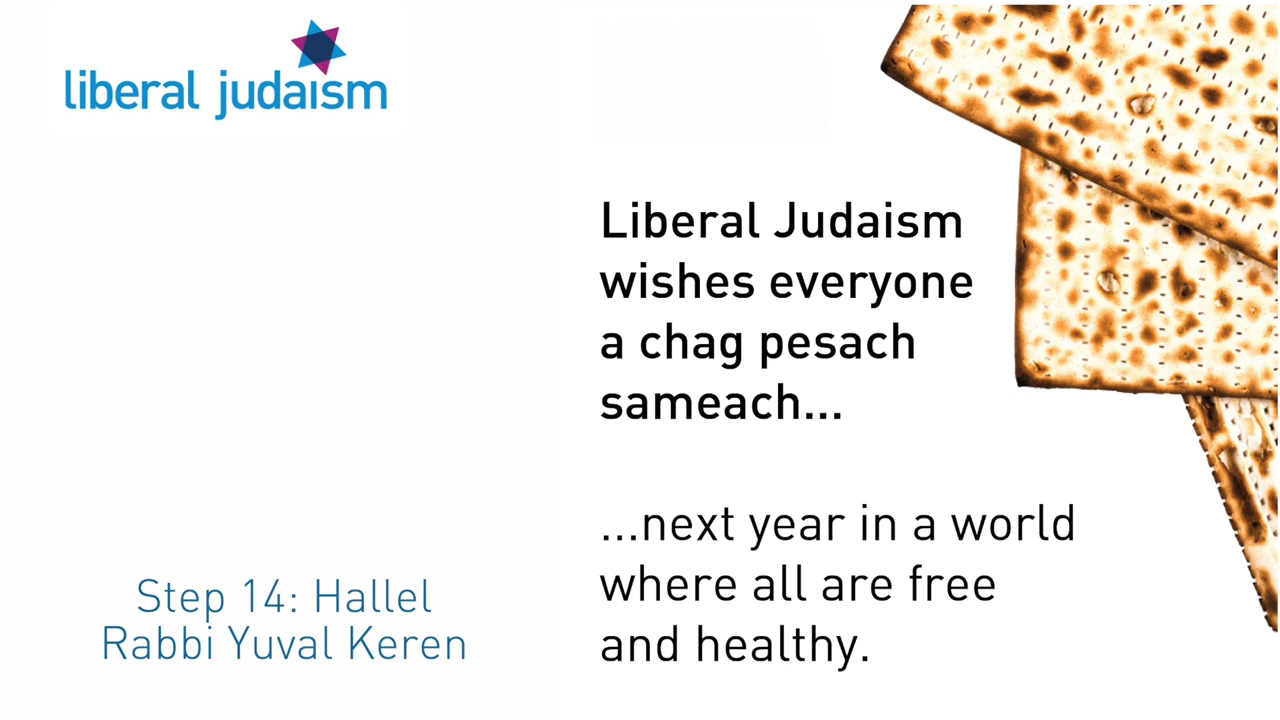 liberal judaism
Liberal Judaism
wishes everyone
a chag pesach
sameach...
...next year in a world
where all are free
and healthy.
Step 14: Hallel
Rabbi Yuval Keren